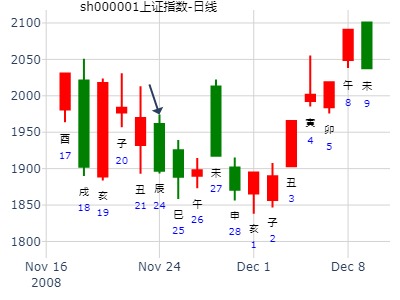 sh000001上证指数-日线
2100
2050
2000
1950
1900
1850
1800
酉
17
戌
18
亥
19
子
20
丑
21
辰
24
巳
25
午
26
未
27
申
28
亥
1
子
2
丑
3
寅
4
卯
5
午
8
未
9
Nov 16
2008
Nov 24
Dec 1
Dec 8